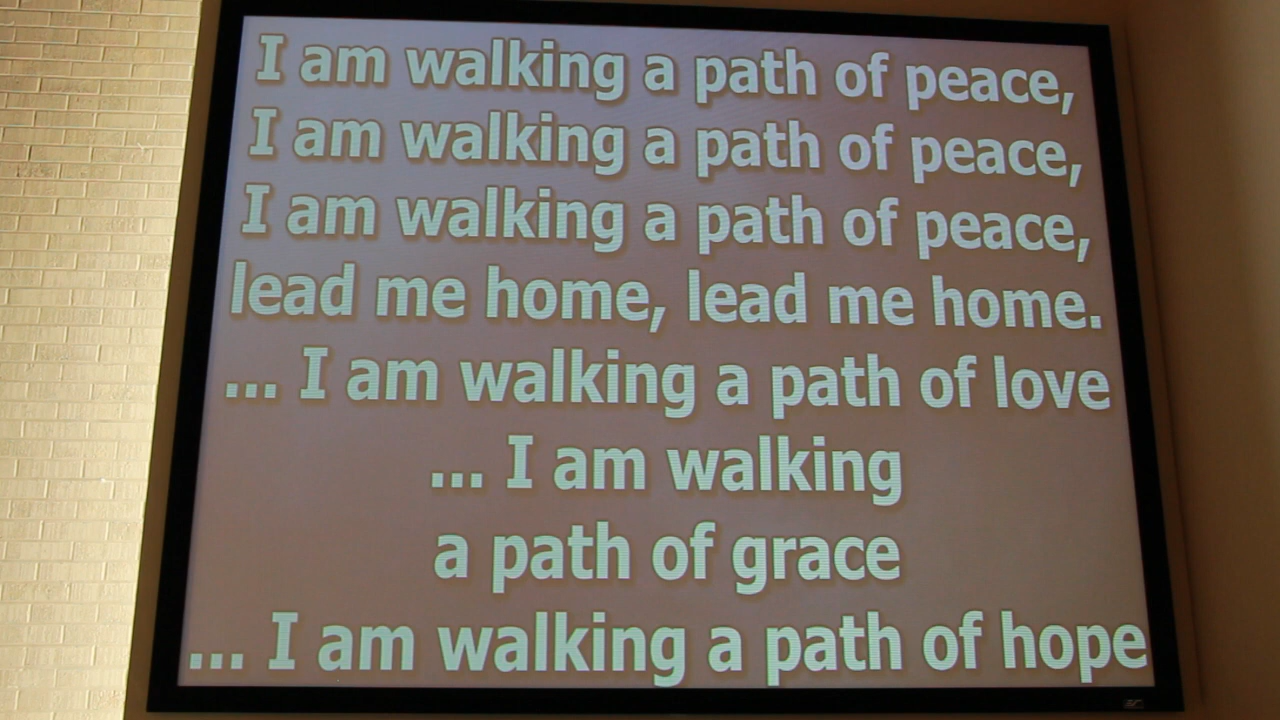 I am walking a path of peace,
I am walking a path of peace,
I am walking a path of peace,
lead me home, lead me home.
... I am walking a path of love
... I am walking
a path of grace
... I am walking a path of hope